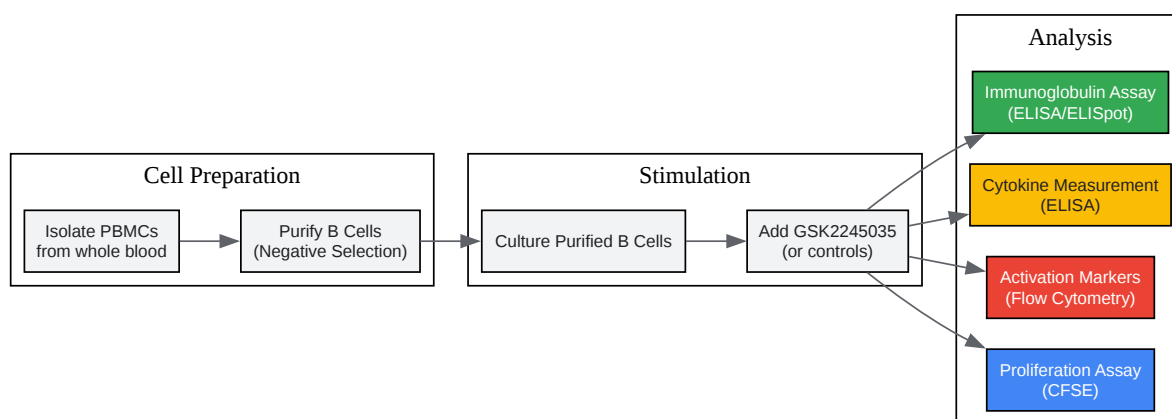 Cell Preparation
Isolate PBMCs
from whole blood
Purify B Cells
(Negative Selection)
Stimulation
Culture Purified B Cells
Add GSK2245035
(or controls)
Analysis
Immunoglobulin Assay
(ELISA/ELISpot)
Cytokine Measurement
(ELISA)
Activation Markers
(Flow Cytometry)
Proliferation Assay
(CFSE)